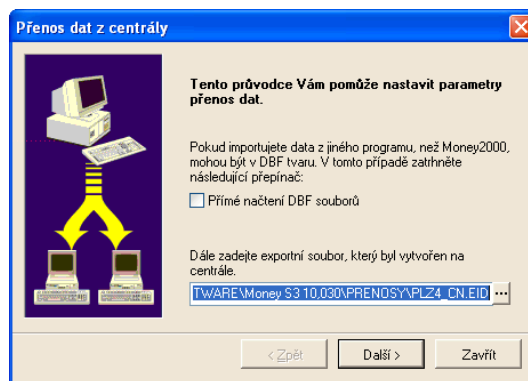 Přenos dat z centrály
Tento průvodce Vám pomůže nastavit parametry
přenos dat.
Pokud importujete data z jiného programu, než Money2000,
mohou být v DBF tvaru. V tomto případě zatrhněte
následující přepínač:
Přímé načtení DBF souborů
Dále zadejte exportní soubor, který byl vytvořen na
centrále.
TWARE\Money S3 10,030\PRENOSY\PLZ4_CN.EID ...
< Zpět Další > Zavřít